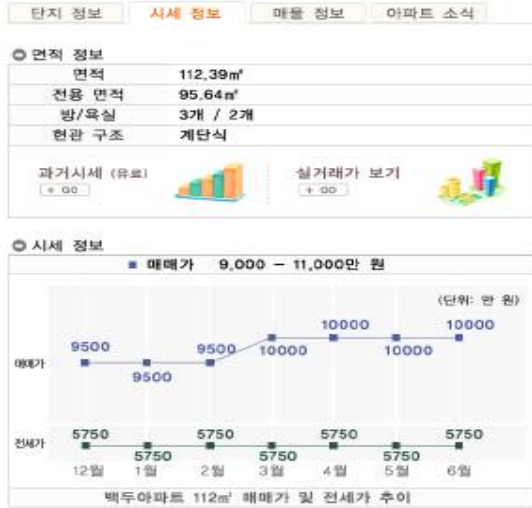 단지 정보 시세 정보 매물 정보 아파트 소식
면적 정보
면적 112,39㎡
전용 면적 95,64㎡
방/욕실 3개 / 2개
현관 구조 계단식
과거시세 (유료) 실거래가 보기
+ GO + GO
시세 정보
매매가 9,000 - 11,000만 원
(단위: 만 원)
매매가 9500 9500 9500 10000 10000 10000 10000
전세가 5750 5750 5750 5750 5750 5750 5750
12월 1월 2월 3월 4월 5월 6월
백두아파트 112㎡ 매매가 및 전세가 추이